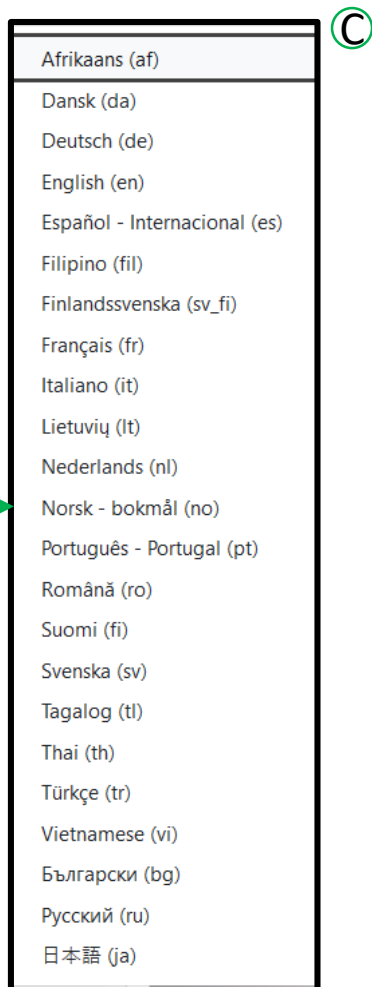 Ⓒ
Afrikaans (af)
Dansk (da)
Deutsch (de)
English (en)
Español - Internacional (es)
Filipino (fil)
Finlandssvenska (sv_fi)
Français (fr)
Italiano (it)
Lietuvių (lt)
Nederlands (nl)
Norsk - bokmål (no)
Português - Portugal (pt)
Română (ro)
Suomi (fi)
Svenska (sv)
Tagalog (tl)
Thai (th)
Türkçe (tr)
Vietnamese (vi)
Български (bg)
Русский (ru)
日本語 (ja)